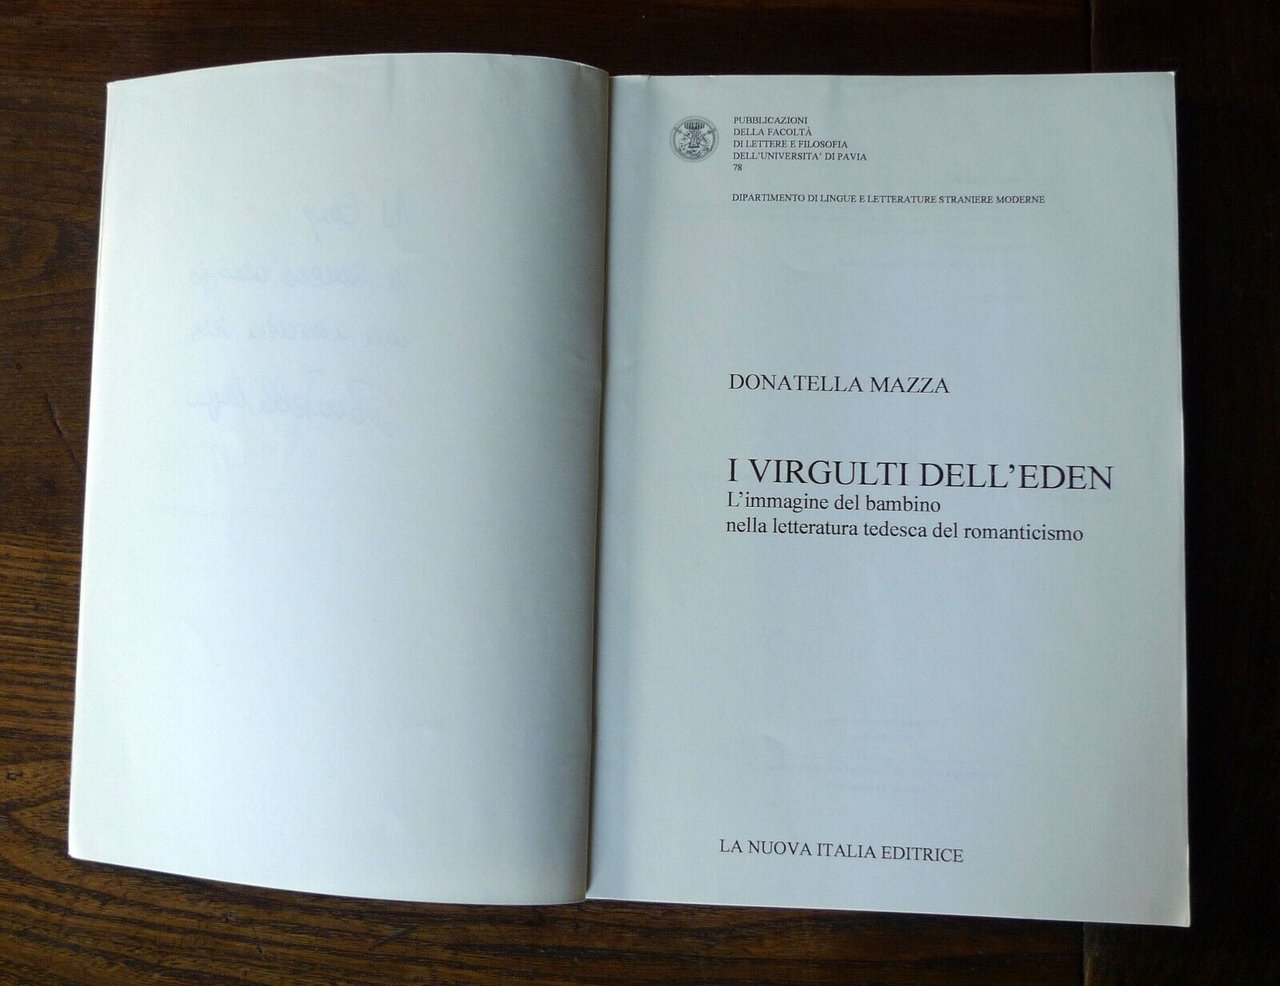 PUBBLICAZIONI
DELLA FACOLTÀ
DI LETTERE E FILOSOFIA
DELL'UNIVERSITA' DI PAVIA
78
DIPARTIMENTO DI LINGUE E LETTERATURE STRANIERE MODERNE
DONATELLA MAZZA
I VIRGULTI DELL'EDEN
L'immagine del bambino
nella letteratura tedesca del romanticismo
LA NUOVA ITALIA EDITRICE